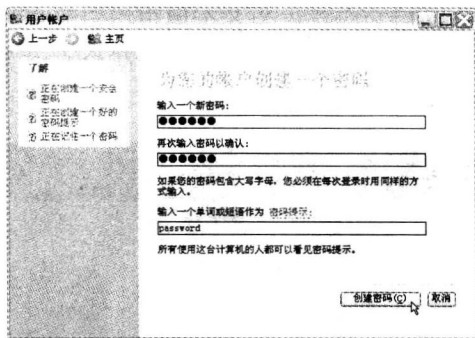 用户帐户
上一步 主页
了解
正在创建一个安全
密码
正在创建一个好的
密码提示
正在记住一个密码
为您的帐户创建一个密码
输入一个新密码:
●●●●●●
再次输入密码以确认:
●●●●●●
如果您的密码包含大写字母，您必须在每次登录时用同样的方
式输入。
输入一个单词或短语作为 密码提示:
password
所有使用这台计算机的人都可以看见密码提示。
创建密码(C) 取消